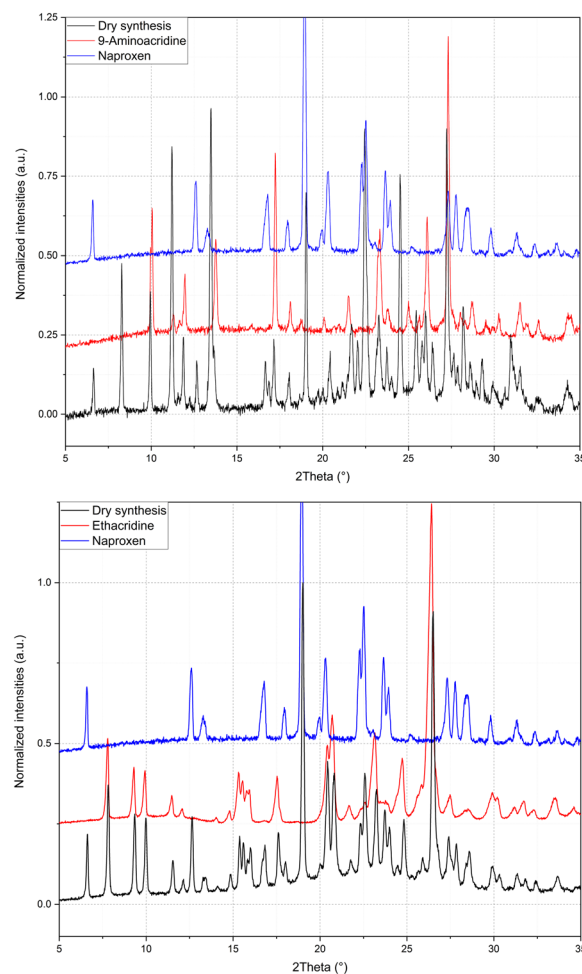 1.25
Dry synthesis
9-Aminoacridine
Naproxen
1.00
0.75
0.50
0.25
0.00
Normalized intensities (a.u.)
5 10 15 20 25 30 35
2Theta (°)
Dry synthesis
Ethacridine
Naproxen
1.0
0.5
0.0
Normalized intensities (a.u.)
5 10 15 20 25 30 35
2Theta (°)